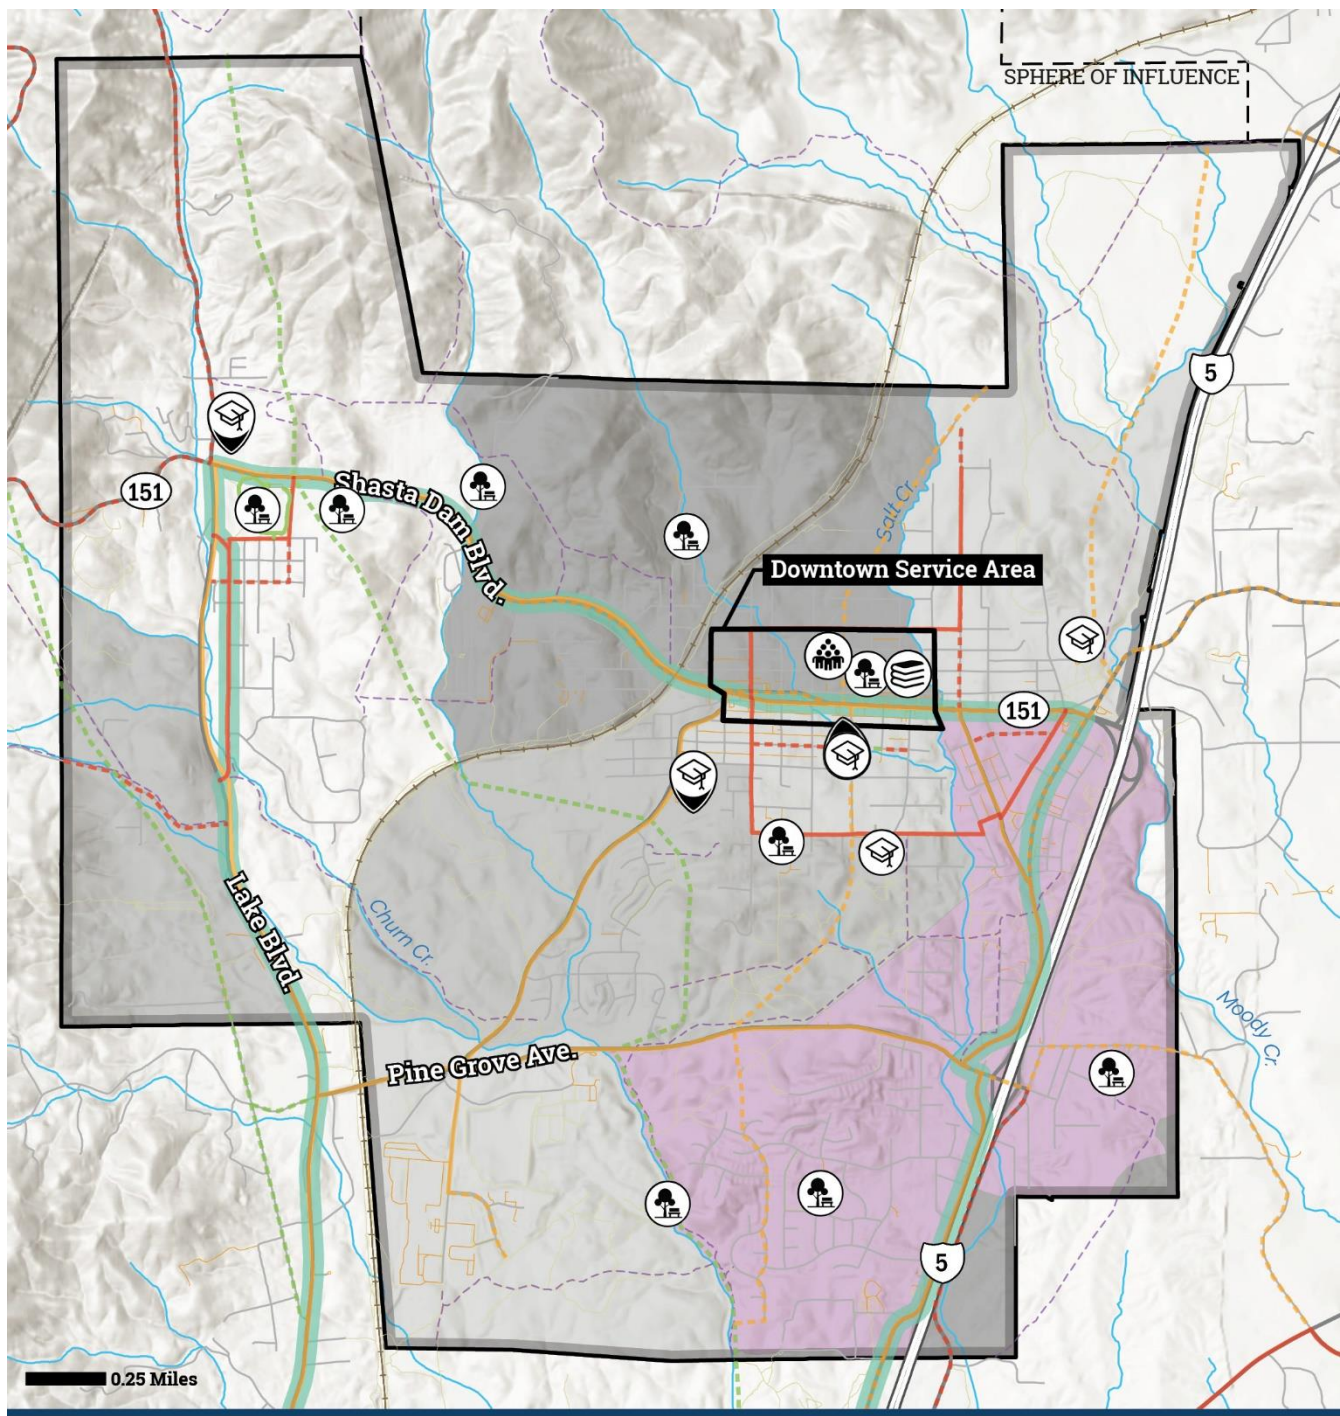 SPHERE OF INFLUENCE
5
151
Shasta Dam Blvd.
Salt Cr.
Downtown Service Area
151
Lake Blvd.
Churn Cr.
Moody Cr.
Pine Grove Ave.
5
0.25 Miles